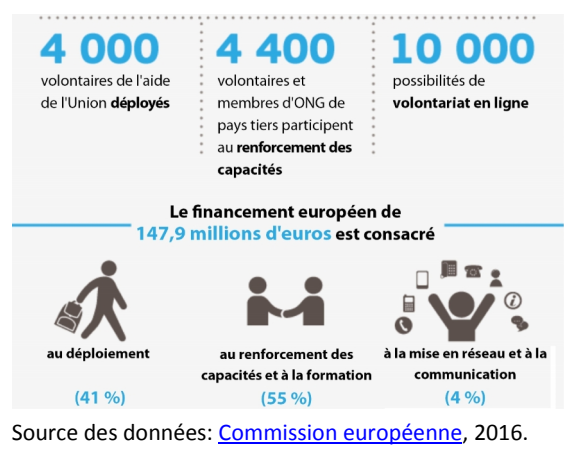 4 000
volontaires de l'aide
de l'Union déployés
4 400
volontaires et
membres d'ONG de
pays tiers participent
au renforcement des
capacités
10 000
possibilités de
volontariat en ligne
Le financement européen de
147,9 millions d'euros est consacré
au déploiement
(41 %)
au renforcement des
capacités et à la formation
(55 %)
à la mise en réseau et à la
communication
(4 %)
Source des données: Commission européenne, 2016.